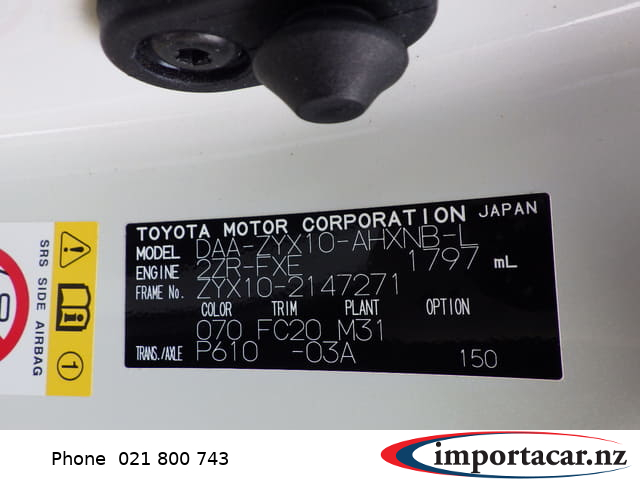 TOYOTA MOTOR CORPORATION JAPAN
MODEL DAA-ZYX10-AHXNB-L
ENGINE 2ZR-FXE 1797 mL
FRAME No. ZYX10-2147271
COLOR TRIM PLANT OPTION
070 FC20 M31
TRANS./AXLE P610 -03A 150
SRS SIDE AIRBAG
1
Phone 021 800 743
importacar.nz